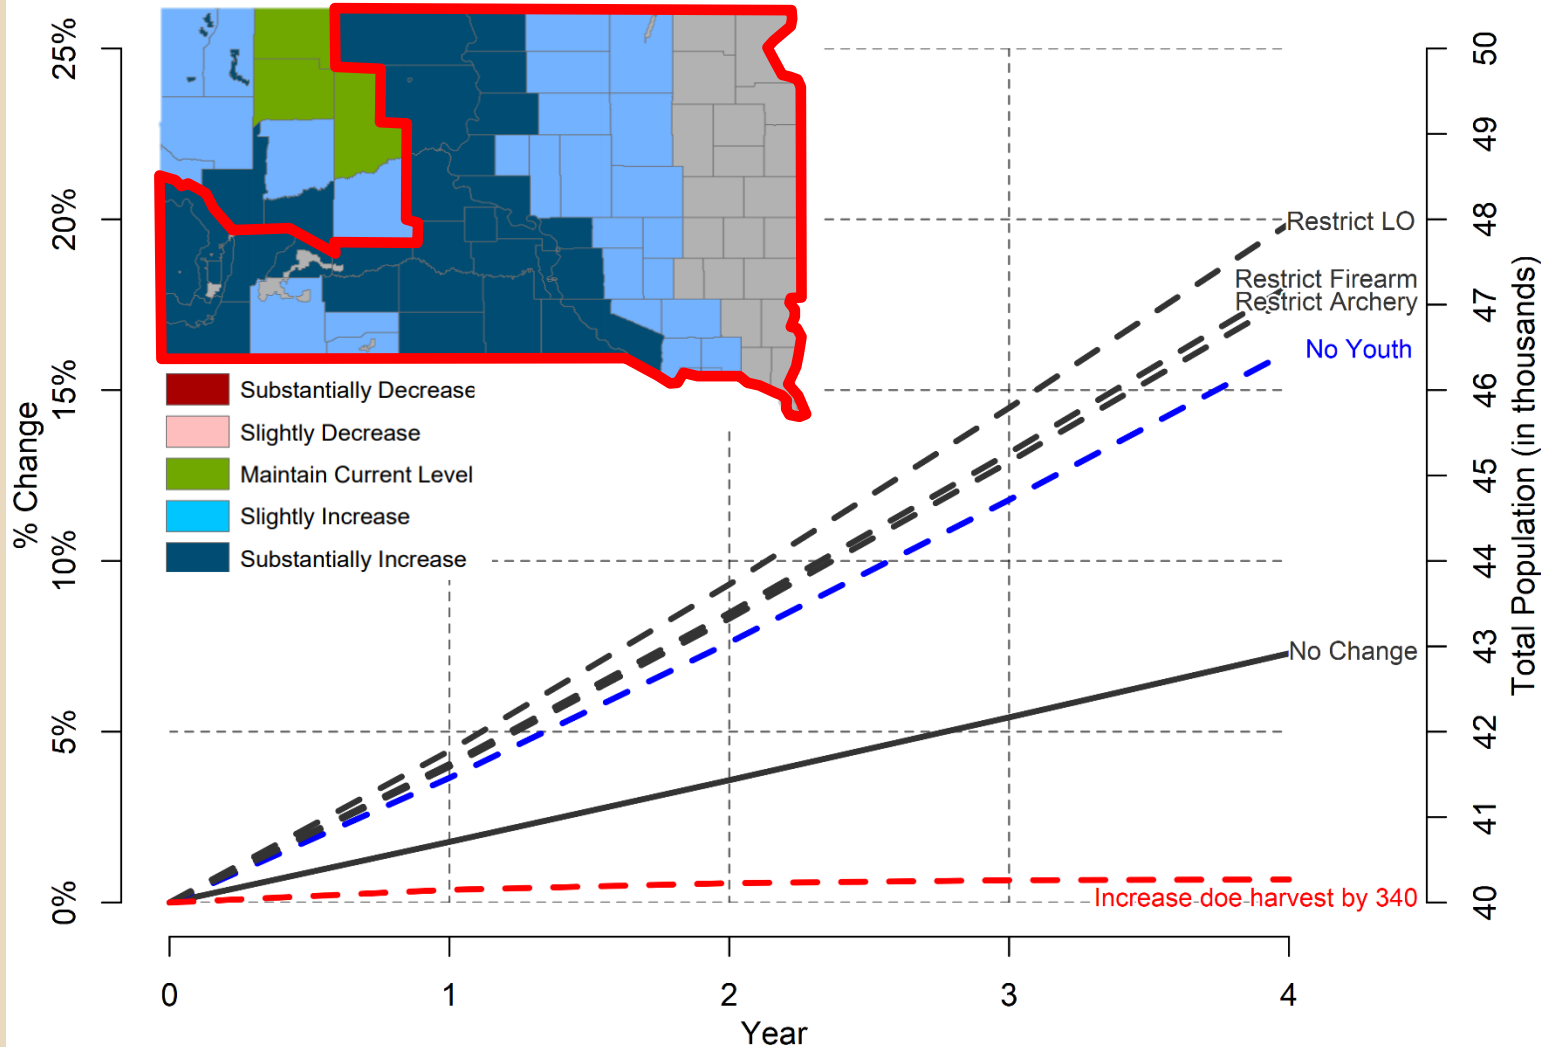 25%
20%
15%
10%
5%
0%
% Change
Substantially Decrease
Slightly Decrease
Maintain Current Level
Slightly Increase
Substantially Increase
Restrict LO
Restrict Firearm
Restrict Archery
No Youth
No Change
Increase doe harvest by 340
50
49
48
47
46
45
44
43
42
41
40
Total Population (in thousands)
0 1 2 3 4
Year